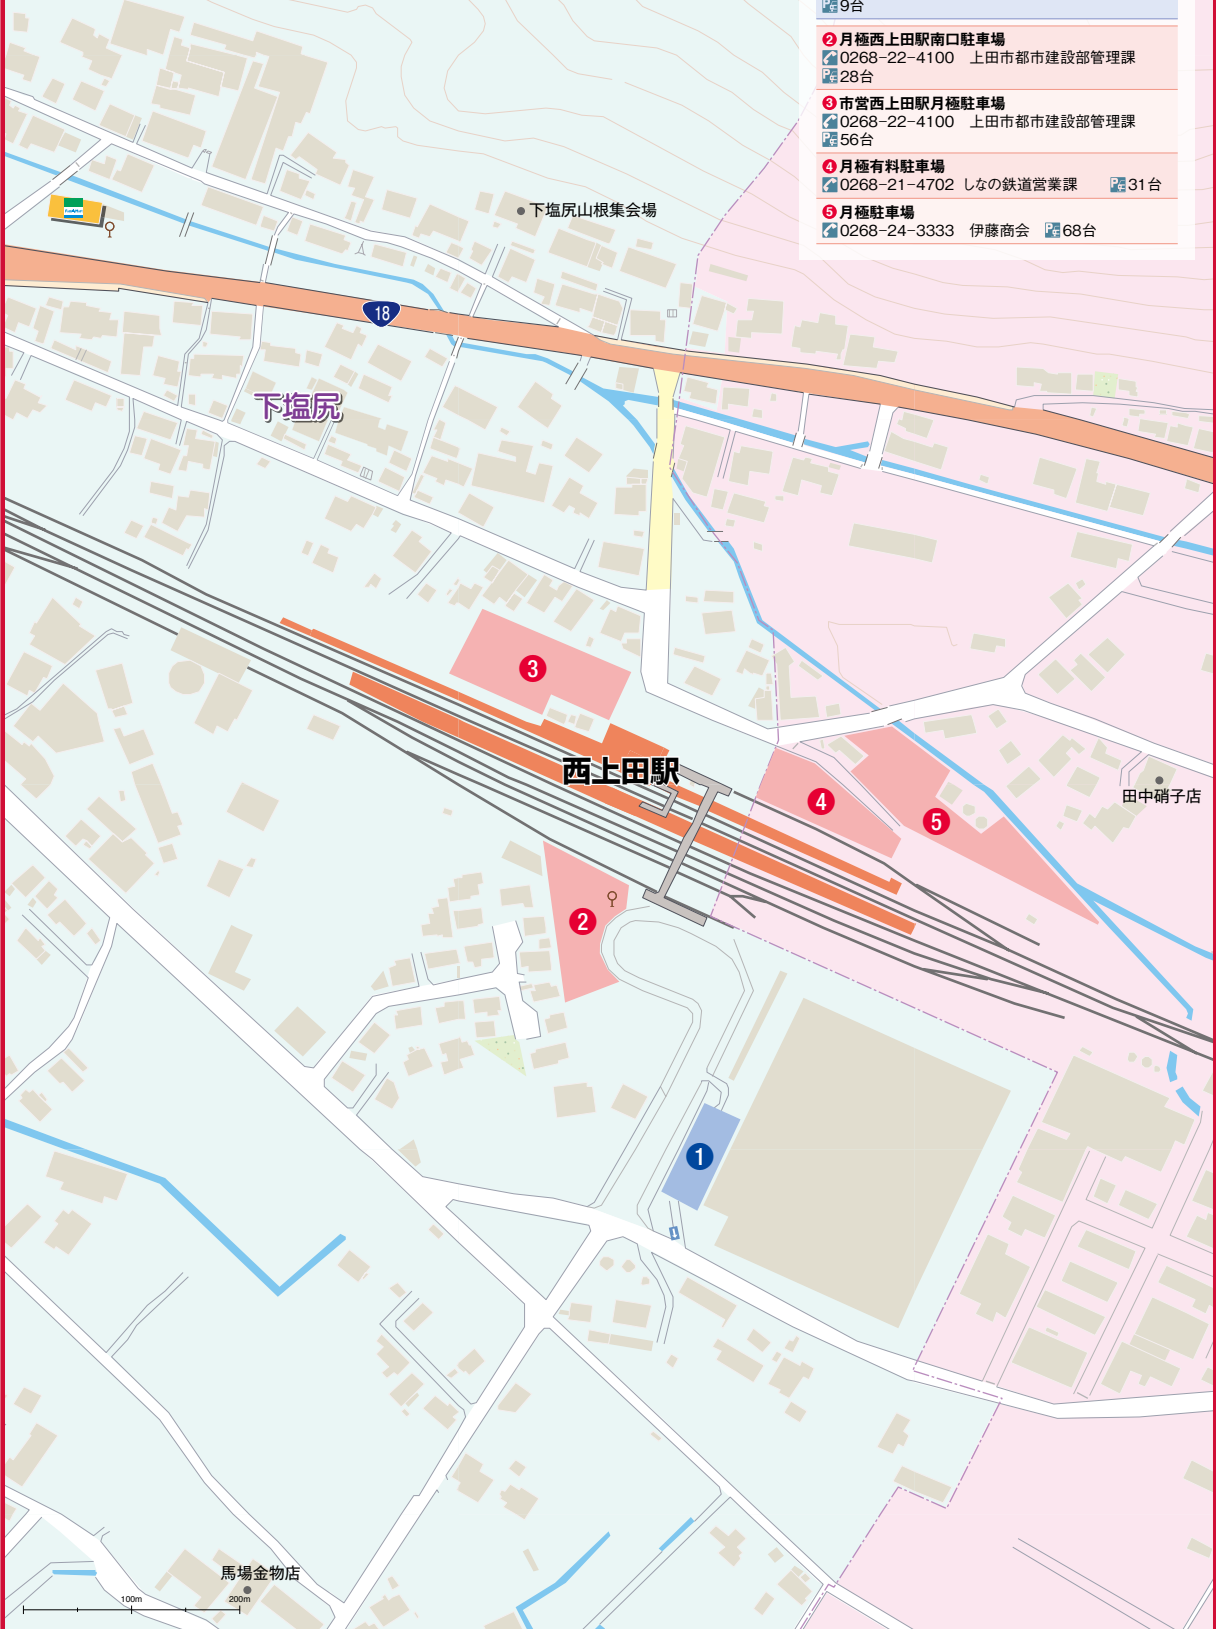 9台
❷月極西上田駅南口駐車場
0268-22-4100　上田市都市建設部管理課
28台
❸市営西上田駅月極駐車場
0268-22-4100　上田市都市建設部管理課
56台
❹月極有料駐車場
0268-21-4702 しなの鉄道営業課　31台
❺月極駐車場
0268-24-3333　伊藤商会　68台
下塩尻山根集会場
FamilyMart
18
下塩尻
3
西上田駅
4
5
田中硝子店
2
1
馬場金物店
100m
200m